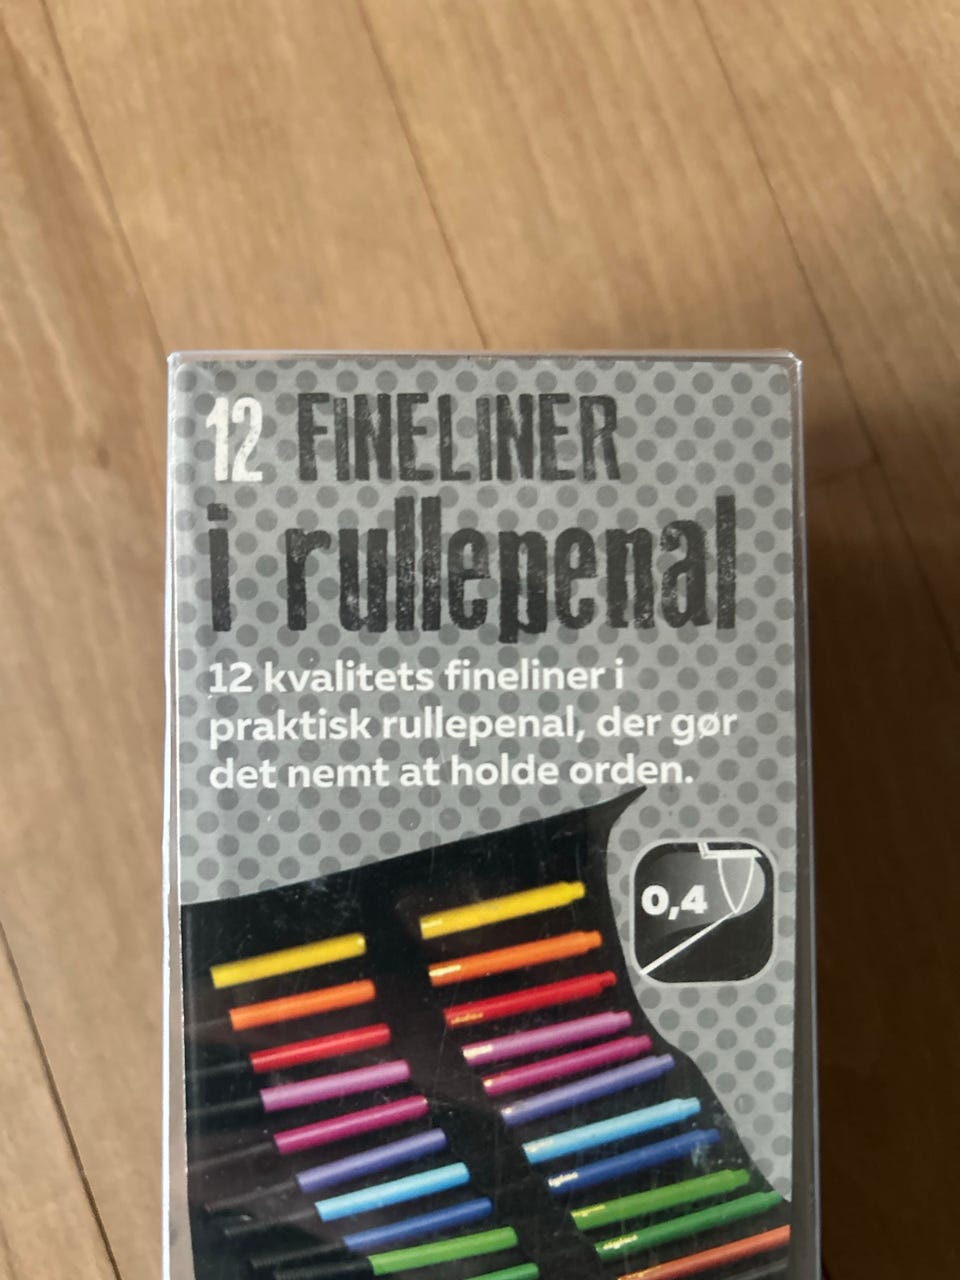 12 FINELINER
i rullepenal
12 kvalitets fineliner i
praktisk rullepenal, der gør
det nemt at holde orden.
0,4